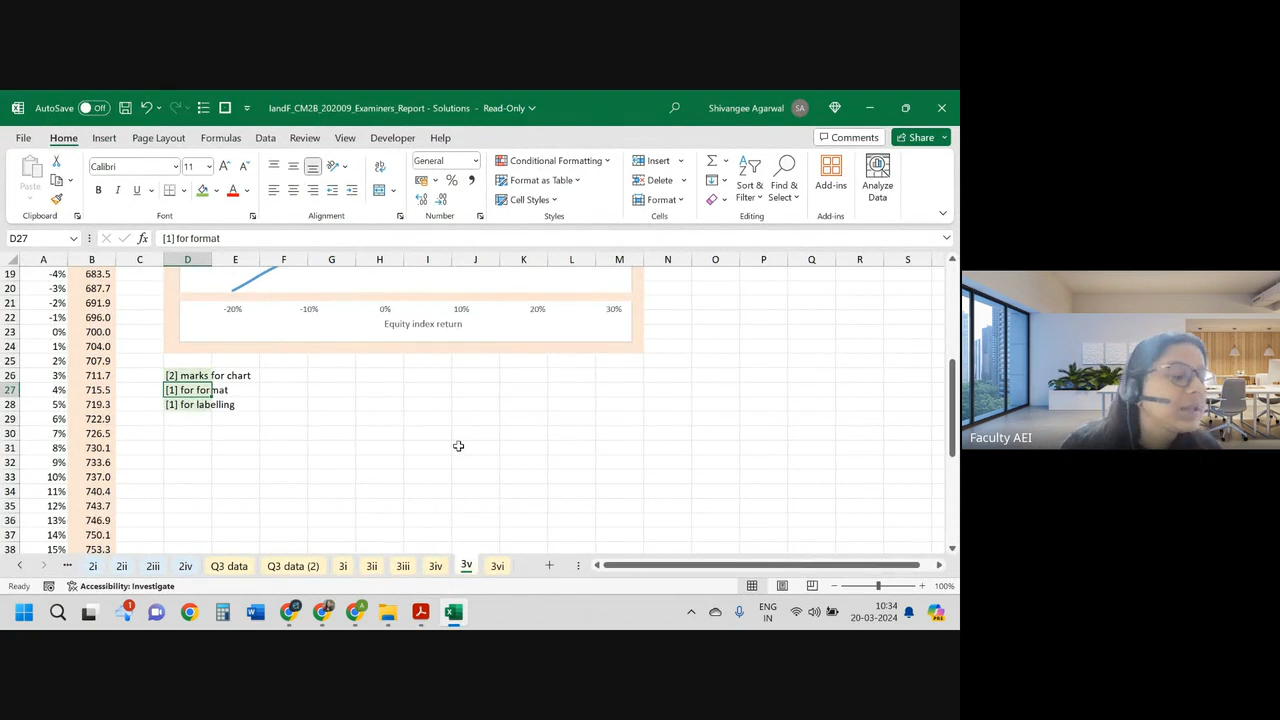 AutoSave Off IandF_CM2B_202009_Examiners_Report - Solutions - Read-Only Shivangee Agarwal SA
File Home Insert Page Layout Formulas Data Review View Developer Help Comments Share
Paste Calibri 11 General Conditional Formatting Insert Sort & Filter Find & Select Add-ins Analyze Data
B I U A % Format as Table Delete
Cell Styles Format
Clipboard Font Alignment Number Styles Cells Editing Add-ins
D27 fx [1] for format
A B C D E F G H I J K L M N O P Q R S
19 -4% 683.5
20 -3% 687.7
21 -2% 691.9
22 -1% 696.0
23 0% 700.0
24 1% 704.0
25 2% 707.9
26 3% 711.7
27 4% 715.5
28 5% 719.3
29 6% 722.9
30 7% 726.5
31 8% 730.1
32 9% 733.6
33 10% 737.0
34 11% 740.4
35 12% 743.7
36 13% 746.9
37 14% 750.1
38 15% 753.3
-20% -10% 0% 10% 20% 30%
Equity index return
[2] marks for chart
[1] for format
[1] for labelling
2i 2ii 2iii 2iv Q3 data Q3 data (2) 3i 3ii 3iii 3iv 3v 3vi
Ready Accessibility: Investigate 100%
1 ENG IN 10:34 20-03-2024
Faculty AEI